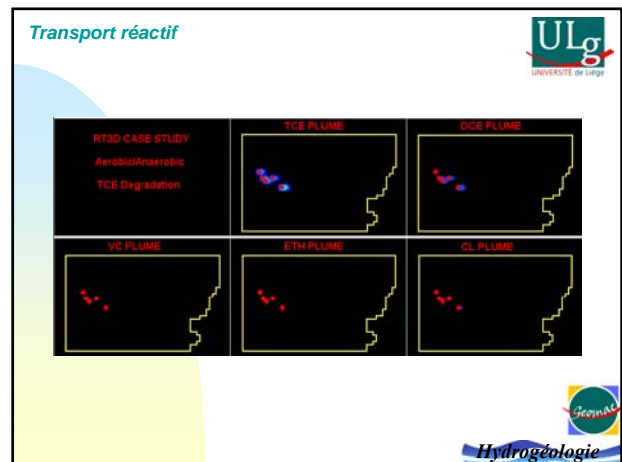 Transport réactif
ULg
UNIVERSITÉ de Liège
RT3D CASE STUDY
Aerobic/Anaerobic
TCE Degradation
TCE PLUME
DCE PLUME
VC PLUME
ETH PLUME
CL PLUME
Geomac
Hydrogéologie